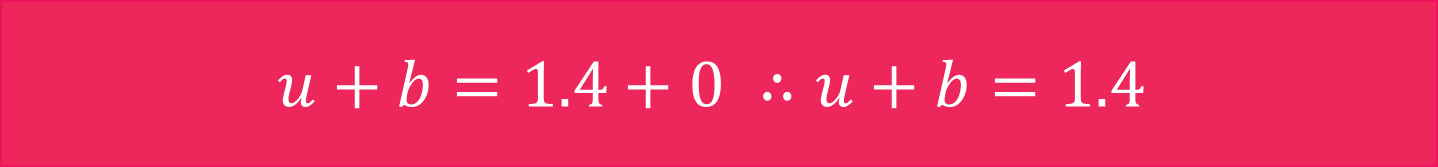 u + b = 1.4 + 0 ∴ u + b = 1.4